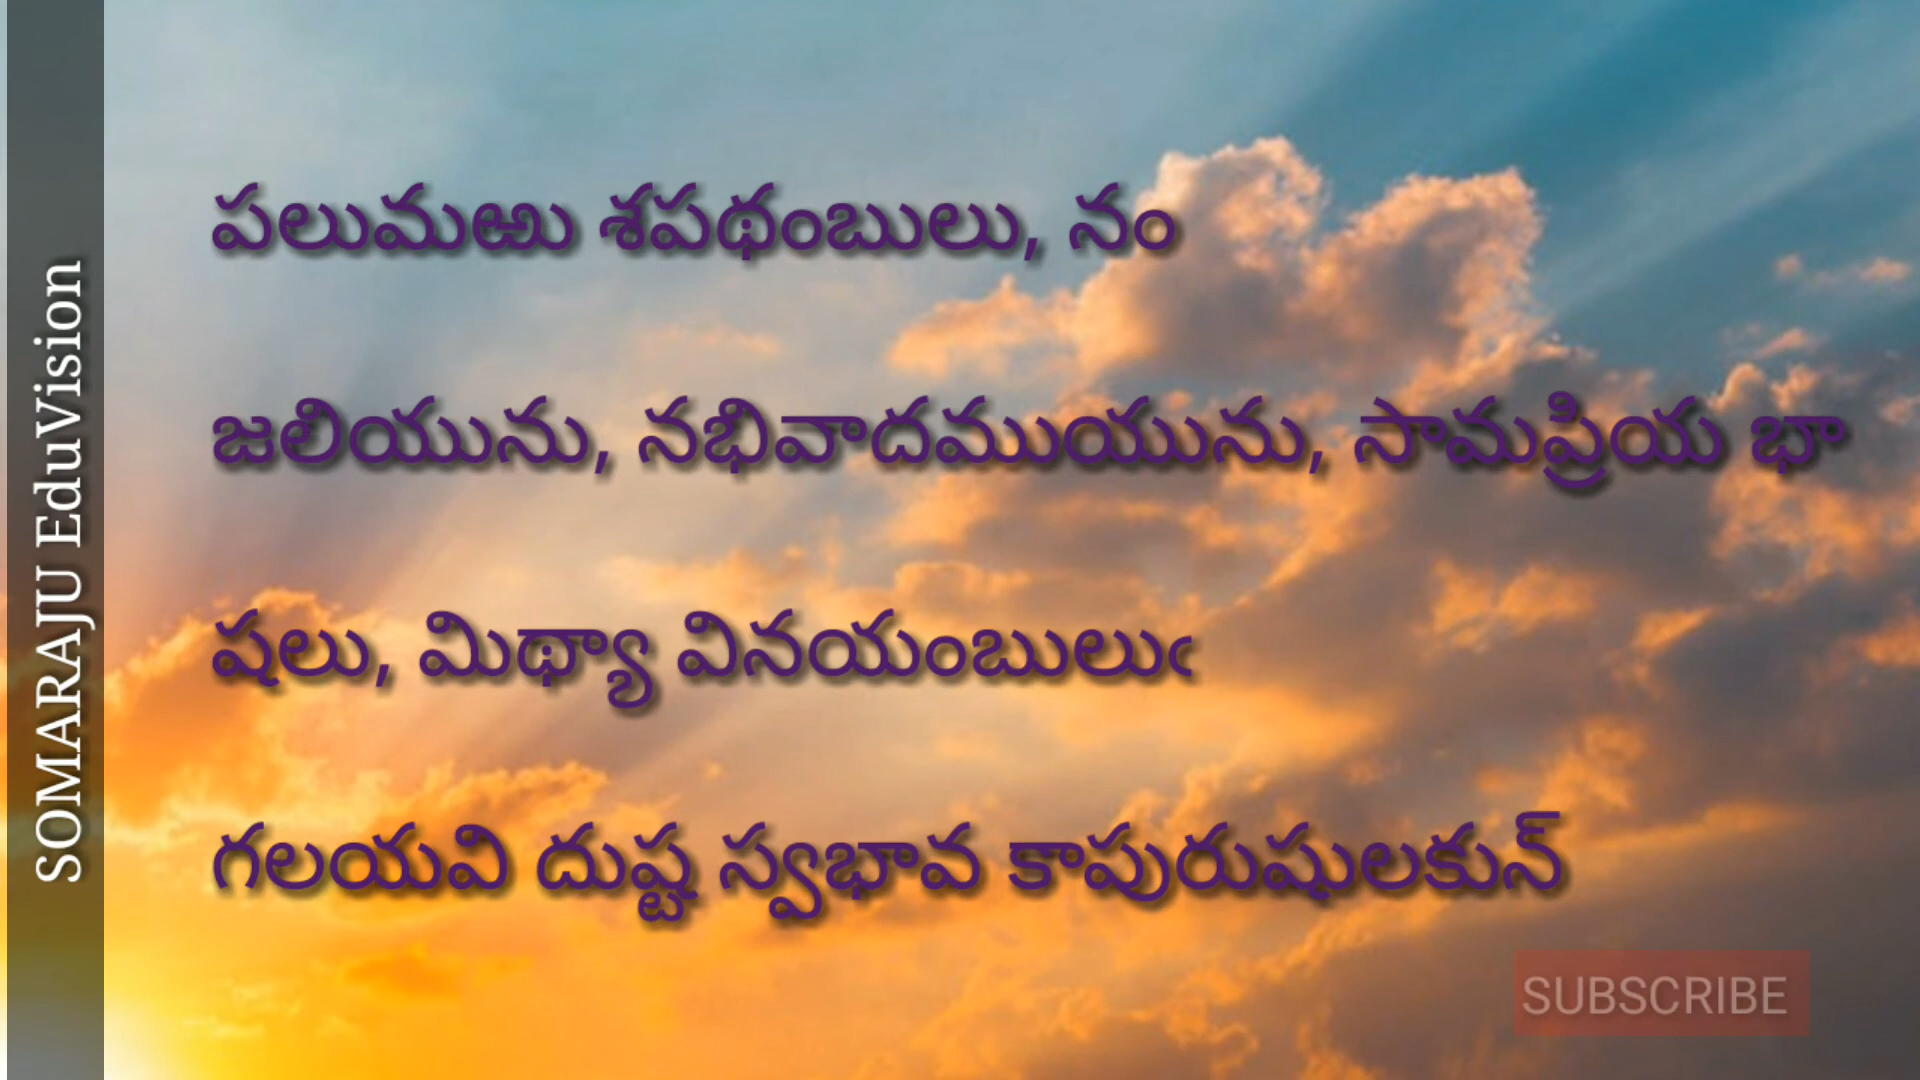 SOMARAJU EduVision
పలుమఱు శపథంబులు, నం
జలియును, నభివాదముయును, సామప్రియ భా
షలు, మిథ్యా వినయంబులుఁ
గలయవి దుష్ట స్వభావ కాపురుషులకున్
SUBSCRIBE